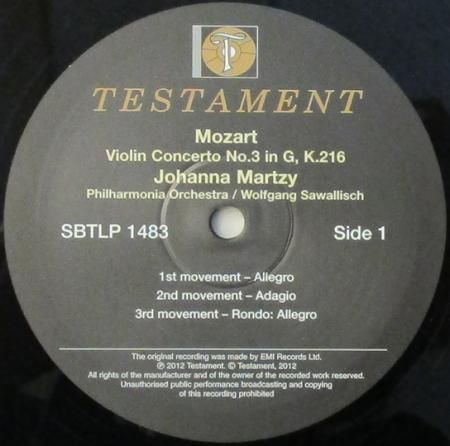 T
TESTAMENT
Mozart
Violin Concerto No.3 in G, K.216
Johanna Martzy
Philharmonia Orchestra / Wolfgang Sawallisch
SBTLP 1483 Side 1
1st movement – Allegro
2nd movement – Adagio
3rd movement – Rondo: Allegro
The original recording was made by EMI Records Ltd.
℗ 2012 Testament. © Testament, 2012
All rights of the manufacturer and of the owner of the recorded work reserved.
Unauthorised public performance broadcasting and copying
of this recording prohibited